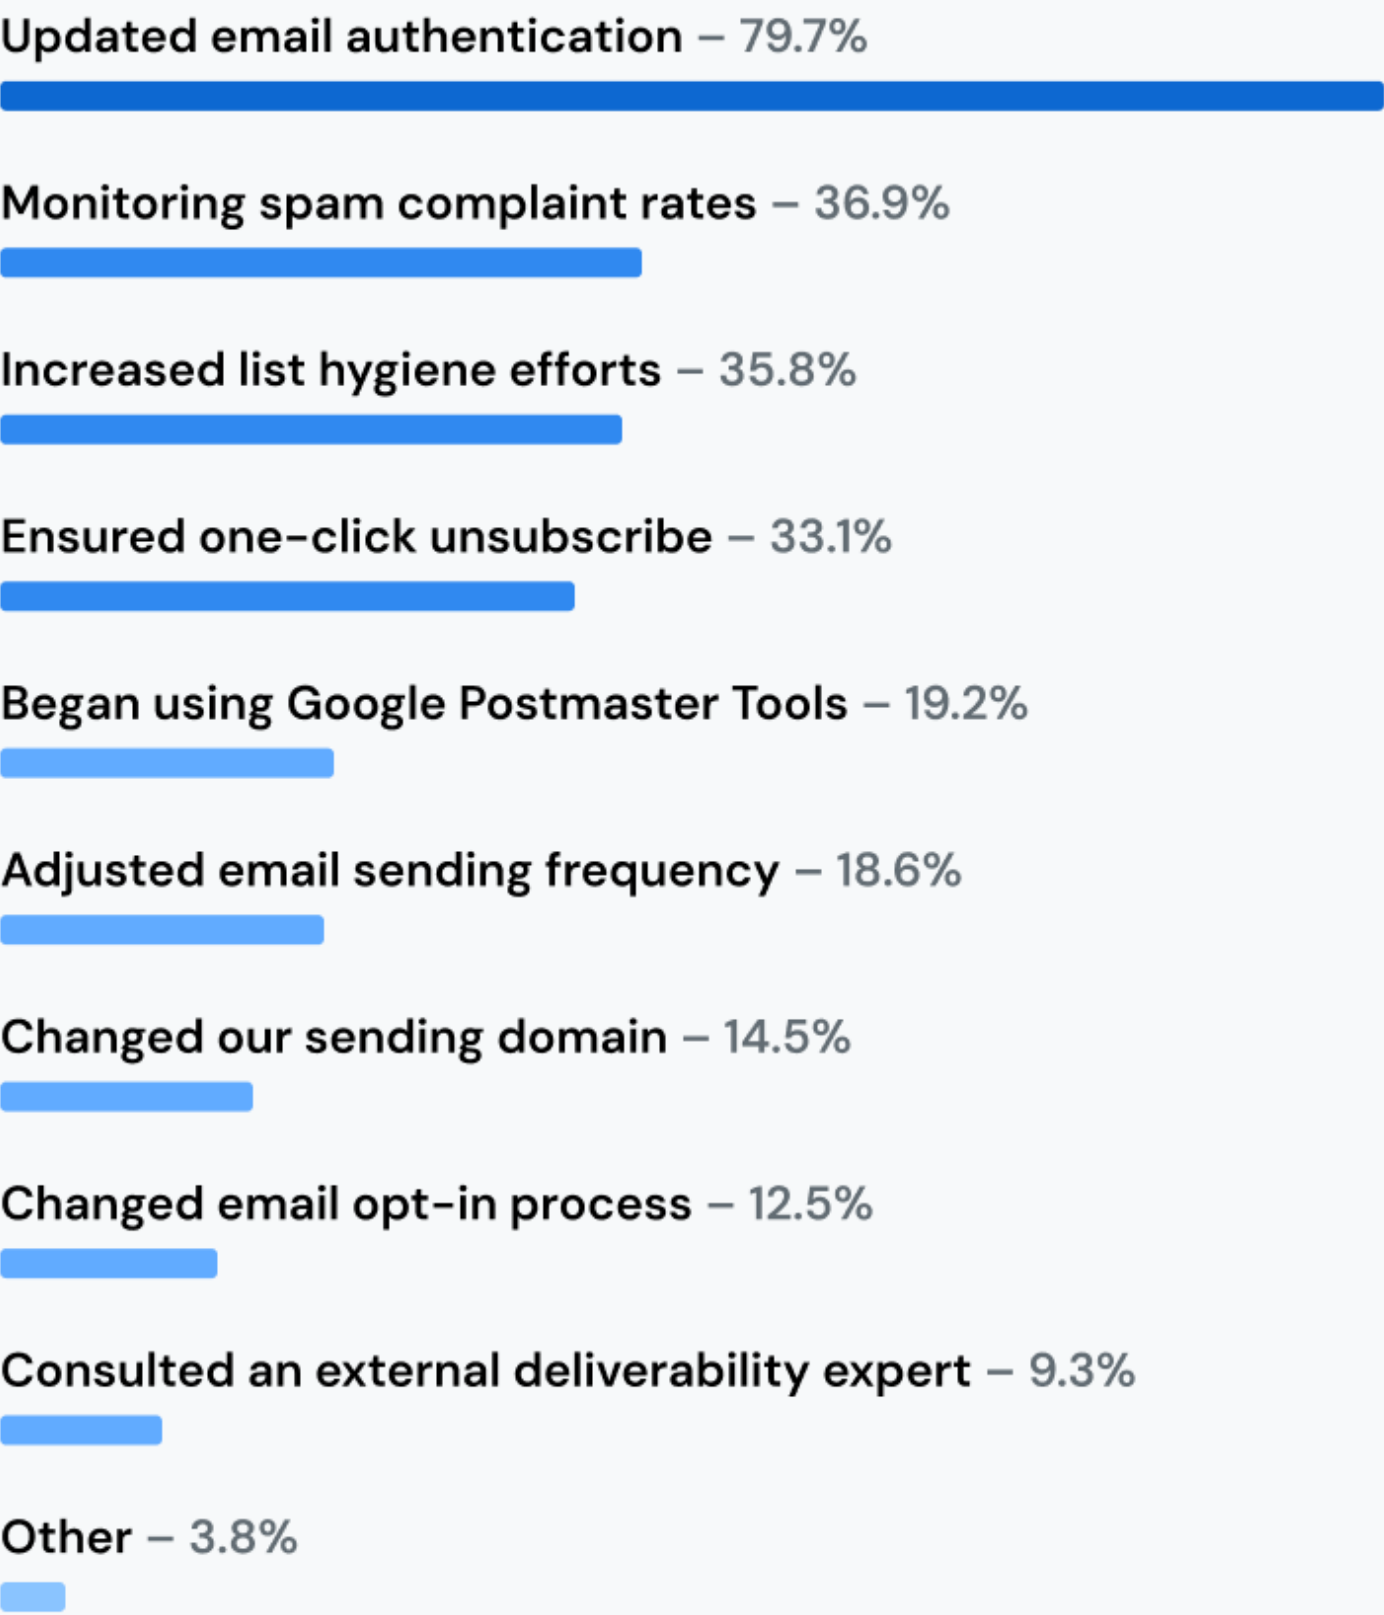 Updated email authentication – 79.7%
Monitoring spam complaint rates – 36.9%
Increased list hygiene efforts – 35.8%
Ensured one-click unsubscribe – 33.1%
Began using Google Postmaster Tools – 19.2%
Adjusted email sending frequency – 18.6%
Changed our sending domain – 14.5%
Changed email opt-in process – 12.5%
Consulted an external deliverability expert – 9.3%
Other – 3.8%